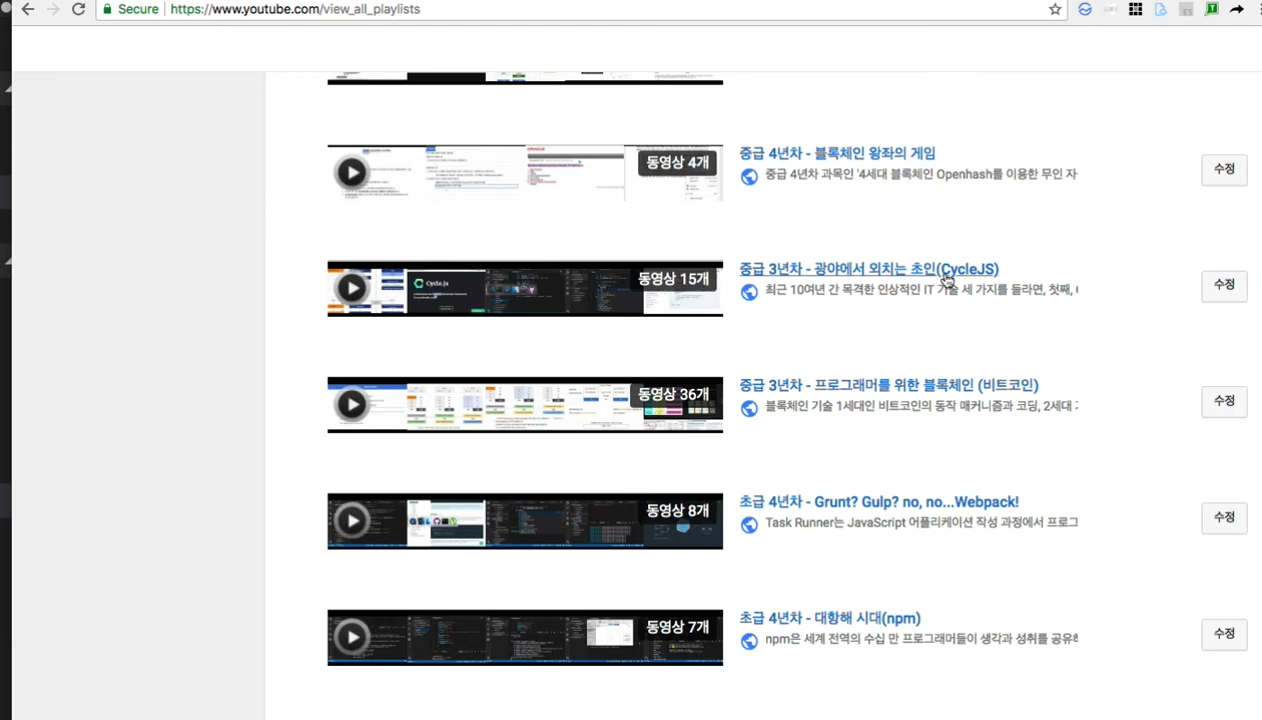 Secure https://www.youtube.com/view_all_playlists
동영상 4개
중급 4년차 - 블록체인 왕좌의 게임
중급 4년차 과목인 '4세대 블록체인 Openhash를 이용한 무인 자
수정
Cycle.js
동영상 15개
중급 3년차 - 광야에서 외치는 초인(CycleJS)
최근 10여년 간 목격한 인상적인 IT 기술 세 가지를 들라면, 첫째,
수정
동영상 36개
중급 3년차 - 프로그래머를 위한 블록체인 (비트코인)
블록체인 기술 1세대인 비트코인의 동작 매커니즘과 코딩, 2세대
수정
동영상 8개
초급 4년차 - Grunt? Gulp? no, no...Webpack!
Task Runner는 JavaScript 어플리케이션 작성 과정에서 프로그
수정
동영상 7개
초급 4년차 - 대항해 시대(npm)
npm은 세계 전역의 수십 만 프로그래머들이 생각과 성취를 공유하
수정